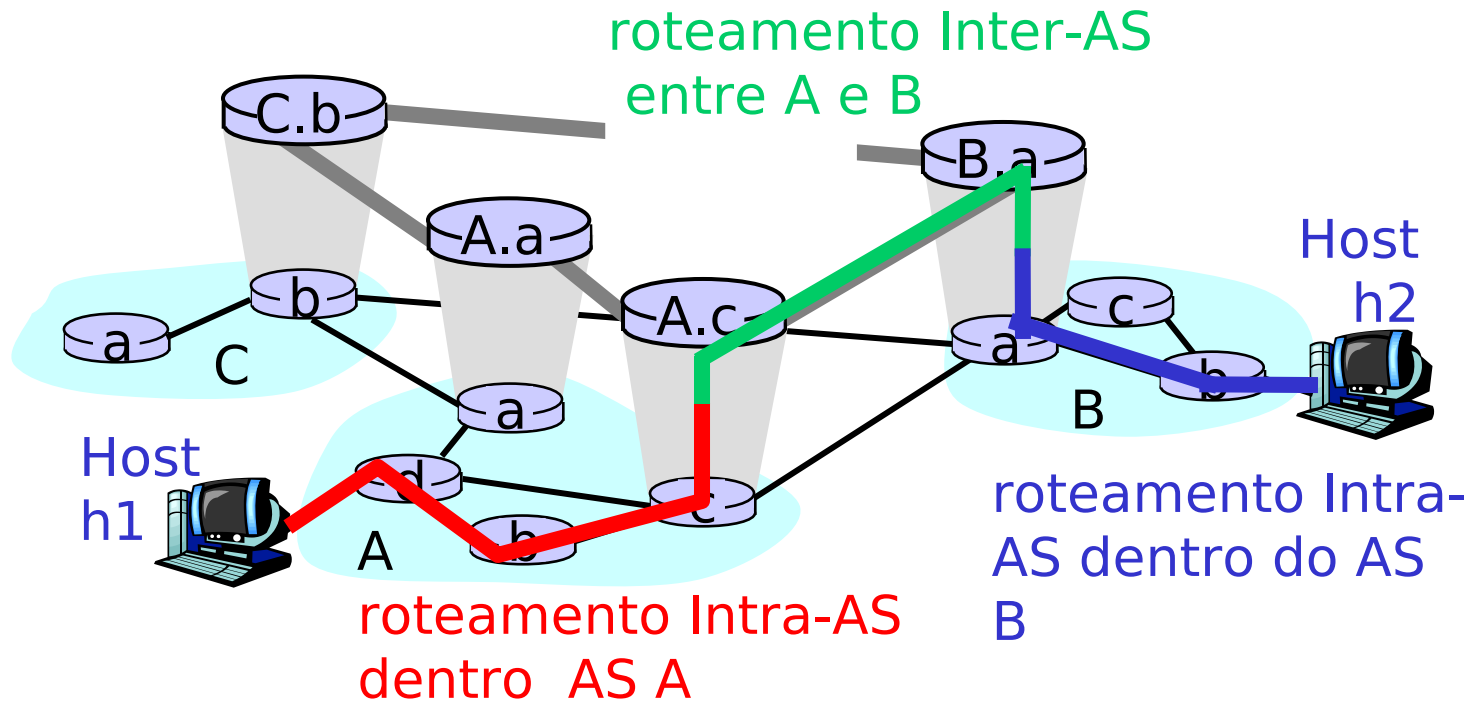 roteamento Inter-AS
entre A e B
C.b
B.a
A.a
Host
h2
A.c
b
c
a
a
C
b
a
B
Host
h1
d
c
roteamento Intra-
AS dentro do AS
B
b
A
roteamento Intra-AS
dentro AS A